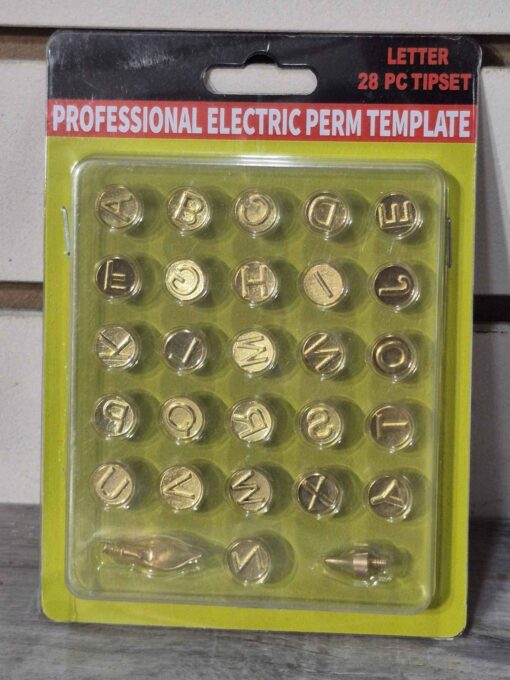 LETTER
28 PC TIPSET
PROFESSIONAL ELECTRIC PERM TEMPLATE
A B C D E
F G H I J
K L M N O
P Q R S T
U V W X Y
Z